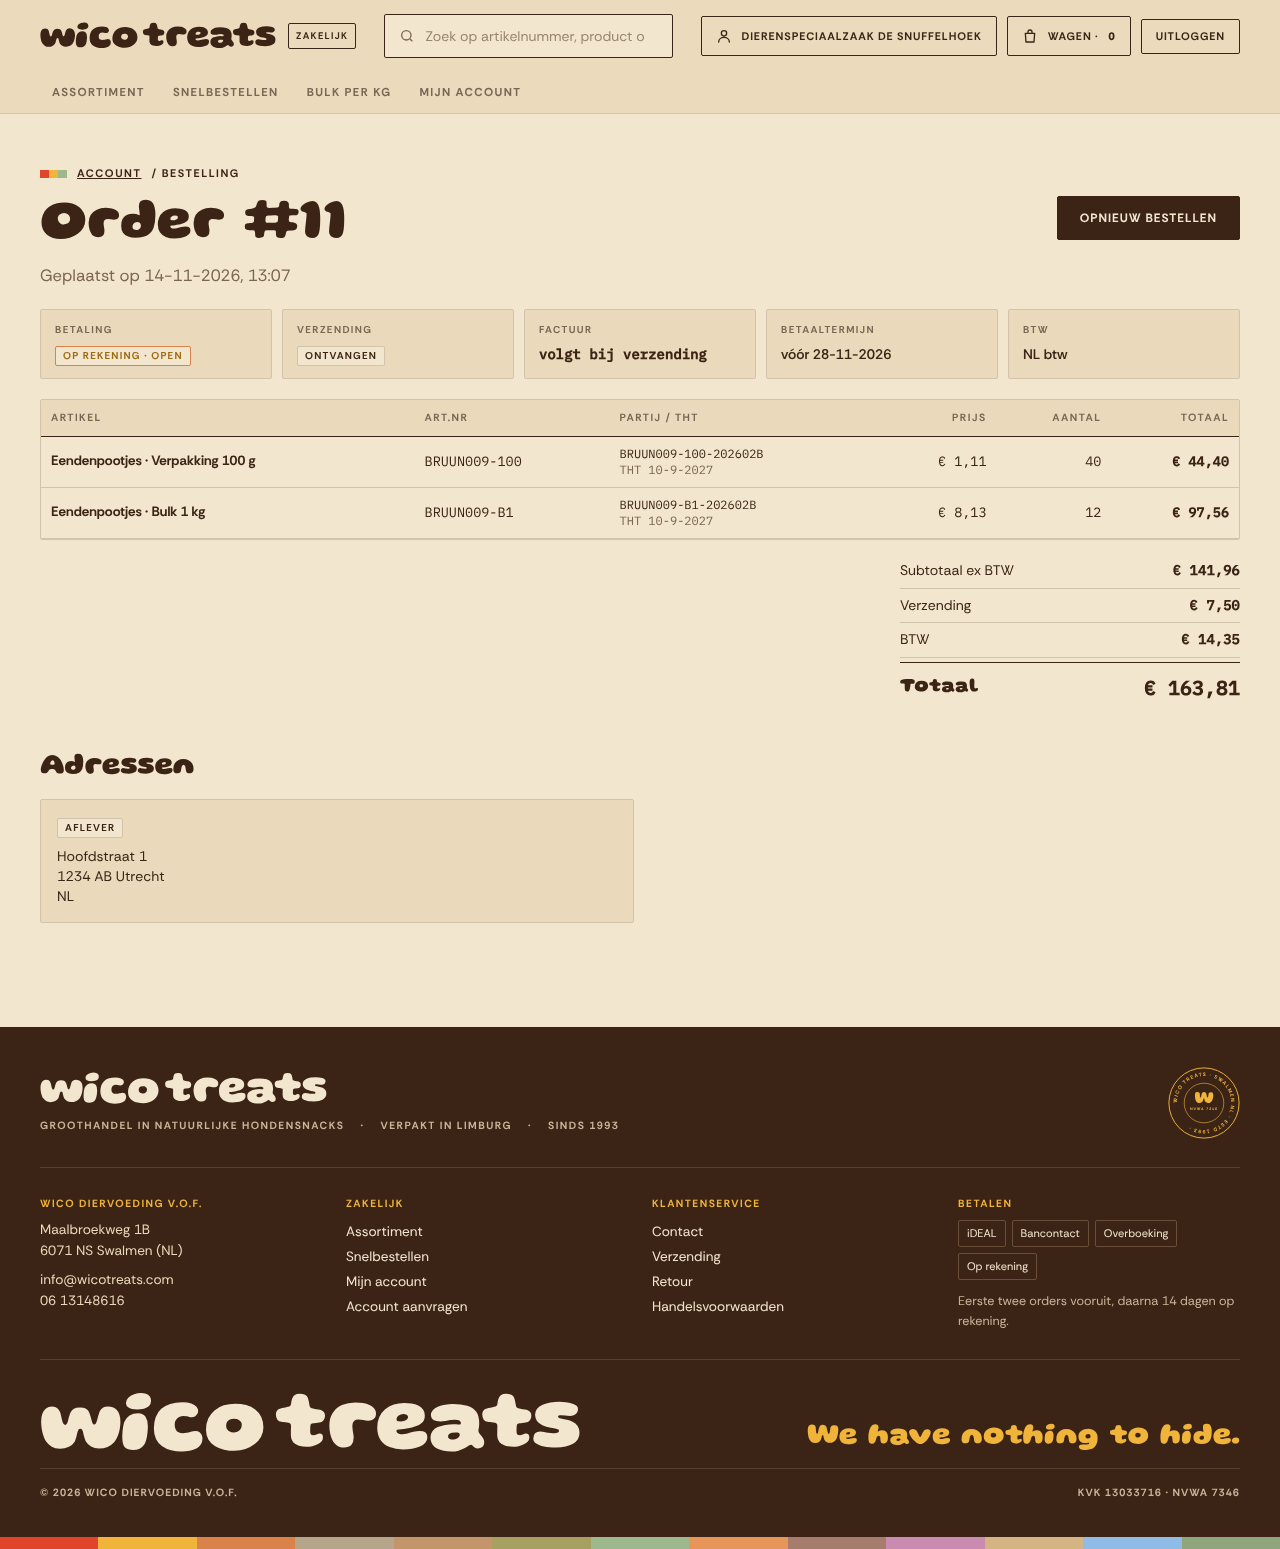 wico treats ZAKELIJK Zoek op artikelnummer, product o DIERENSPECIAALZAAK DE SNUFFELHOEK WAGEN · 0 UITLOGGEN
ASSORTIMENT SNELBESTELLEN BULK PER KG MIJN ACCOUNT
ACCOUNT / BESTELLING
Order #11
OPNIEUW BESTELLEN
Geplaatst op 14-11-2026, 13:07
BETALING VERZENDING FACTUUR BETAALTERMIJN BTW
OP REKENING · OPEN ONTVANGEN volgt bij verzending vóór 28-11-2026 NL btw
ARTIKEL ART.NR PARTIJ / THT PRIJS AANTAL TOTAAL
Eendenpootjes · Verpakking 100 g BRUUN009-100 BRUUN009-100-202602B € 1,11 40 € 44,40
THT 10-9-2027
Eendenpootjes · Bulk 1 kg BRUUN009-B1 BRUUN009-B1-202602B € 8,13 12 € 97,56
THT 10-9-2027
Subtotaal ex BTW € 141,96
Verzending € 7,50
BTW € 14,35
Totaal € 163,81
Adressen
AFLEVER
Hoofdstraat 1
1234 AB Utrecht
NL
wico treats
GROOTHANDEL IN NATUURLIJKE HONDENSNACKS · VERPAKT IN LIMBURG · SINDS 1993
WICO TREATS · SWALMEN NL · ESTD 1993 ·
W
NVWA 7346
WICO DIERVOEDING V.O.F.
Maalbroekweg 1B
6071 NS Swalmen (NL)
info@wicotreats.com
06 13148616
ZAKELIJK
Assortiment
Snelbestellen
Mijn account
Account aanvragen
KLANTENSERVICE
Contact
Verzending
Retour
Handelsvoorwaarden
BETALEN
iDEAL Bancontact Overboeking
Op rekening
Eerste twee orders vooruit, daarna 14 dagen op
rekening.
wico treats
We have nothing to hide.
© 2026 WICO DIERVOEDING V.O.F.
KVK 13033716 · NVWA 7346